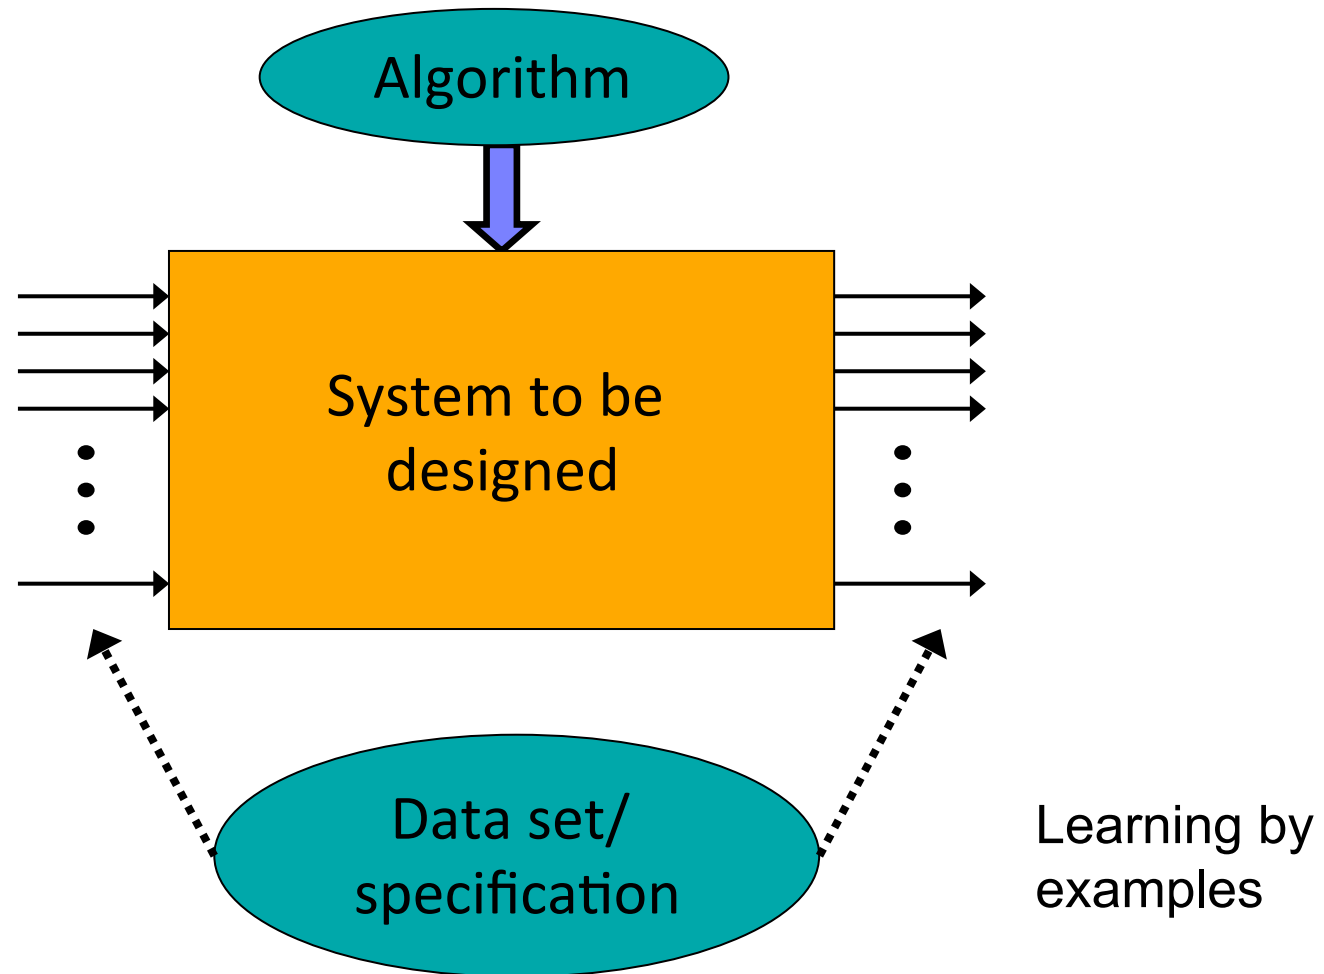 Algorithm
System to be
designed
Data set/
specification
Learning by
examples